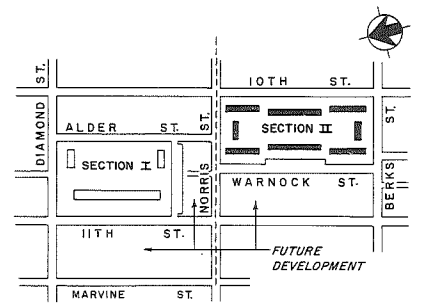 10TH ST.
DIAMOND ST.
ALDER ST.
NORRIS ST.
SECTION II
SECTION I
WARNOCK ST.
BERKS ST.
11TH ST.
FUTURE
DEVELOPMENT
MARVINE ST.